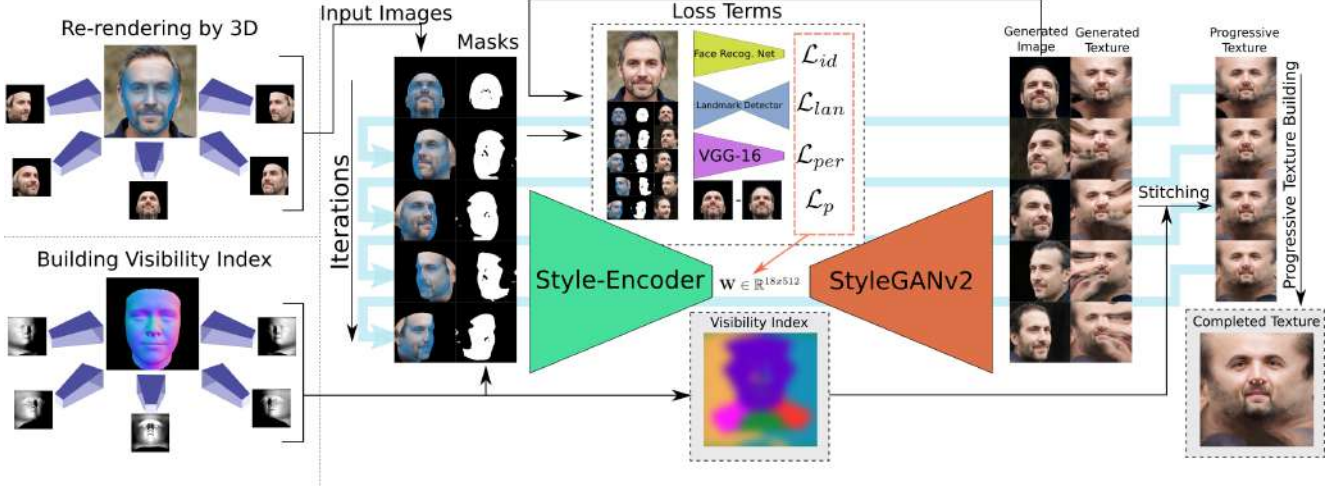 Re-rendering by 3D
Building Visibility Index
Input Images
Masks
Iterations
Loss Terms
Face Recog. Net
Landmark Detector
VGG-16
ℒ_id
ℒ_lan
ℒ_per
ℒ_p
-
Style-Encoder
W ∈ ℝ^18x512
StyleGANv2
Visibility Index
Generated Image
Generated Texture
Stitching
Progressive Texture
Progressive Texture Building
Completed Texture